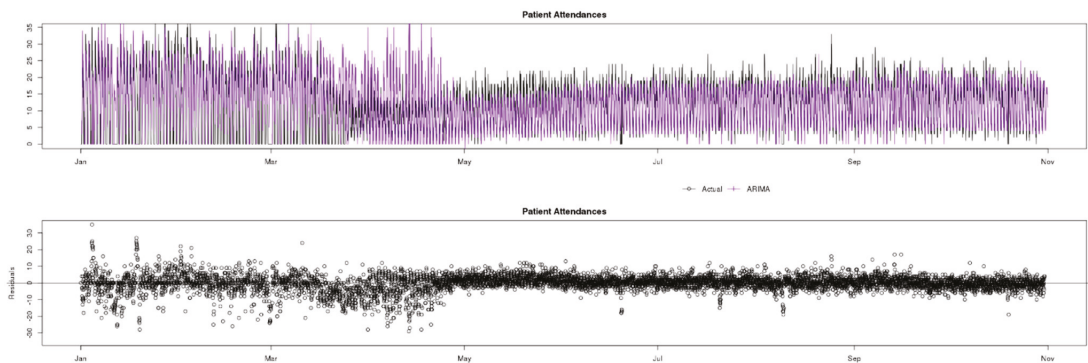 Patient Attendances
35
30
25
20
15
10
5
0
Jan Mar May Jul Sep Nov
Actual ARIMA
Patient Attendances
Residuals
30
20
10
0
-10
-20
-30
Jan Mar May Jul Sep Nov